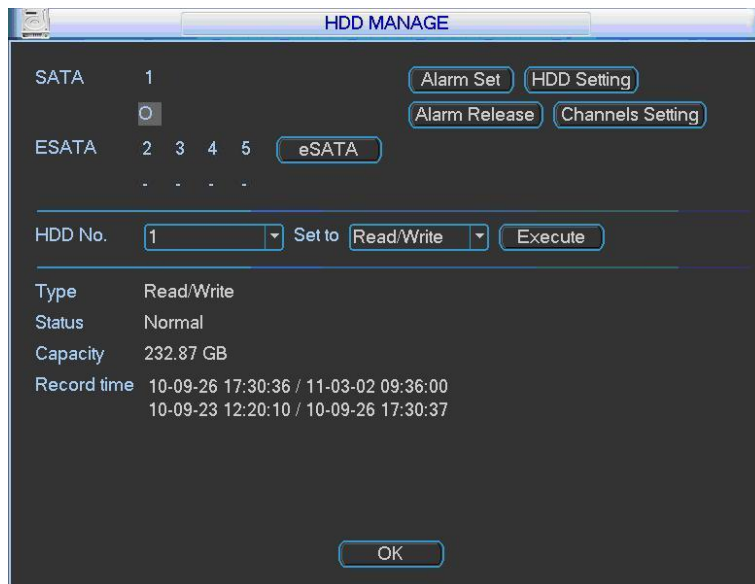 HDD MANAGE
SATA 1 Alarm Set HDD Setting
O Alarm Release Channels Setting
ESATA 2 3 4 5 eSATA
- - - -
HDD No. 1 Set to Read/Write Execute
Type Read/Write
Status Normal
Capacity 232.87 GB
Record time 10-09-26 17:30:36 / 11-03-02 09:36:00
10-09-23 12:20:10 / 10-09-26 17:30:37
OK